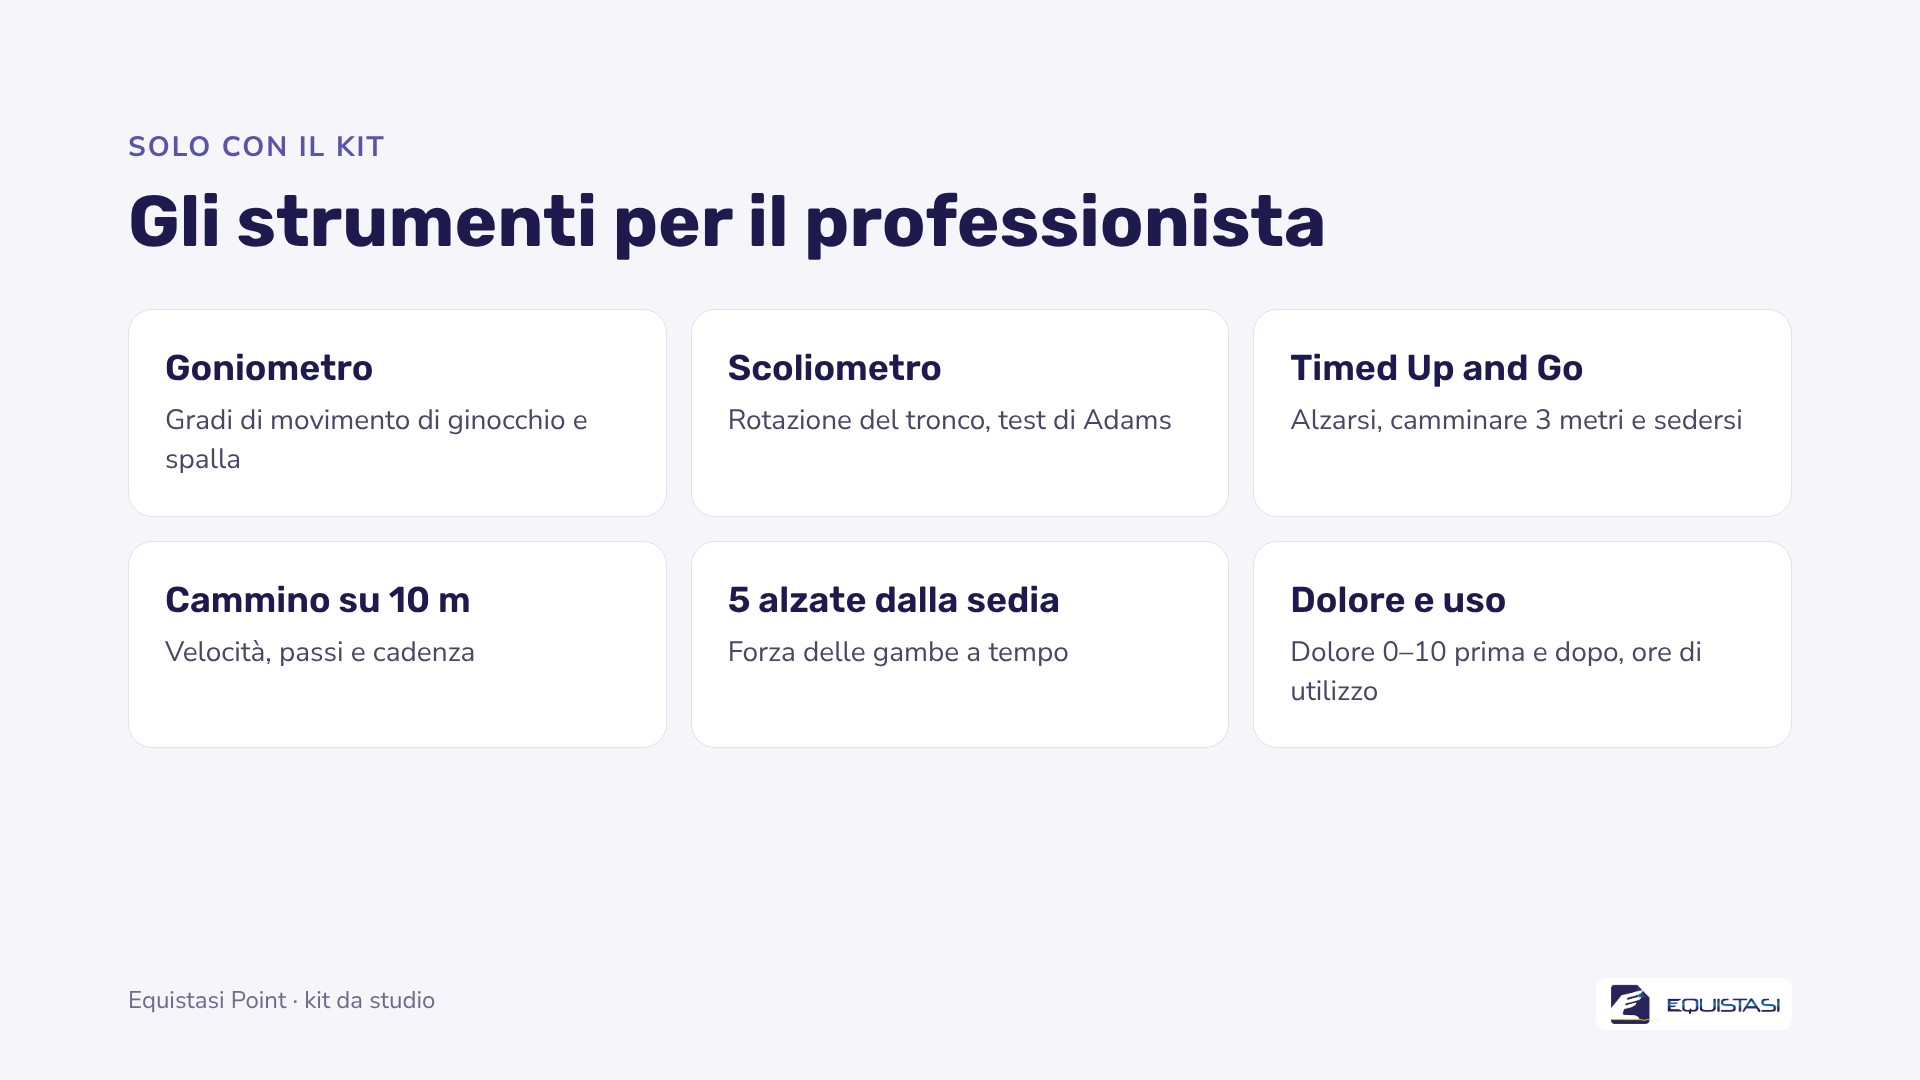 SOLO CON IL KIT
Gli strumenti per il professionista
Goniometro
Gradi di movimento di ginocchio e
spalla
Scoliometro
Rotazione del tronco, test di Adams
Timed Up and Go
Alzarsi, camminare 3 metri e sedersi
Cammino su 10 m
Velocità, passi e cadenza
5 alzate dalla sedia
Forza delle gambe a tempo
Dolore e uso
Dolore 0–10 prima e dopo, ore di
utilizzo
Equistasi Point · kit da studio
EQUISTASI